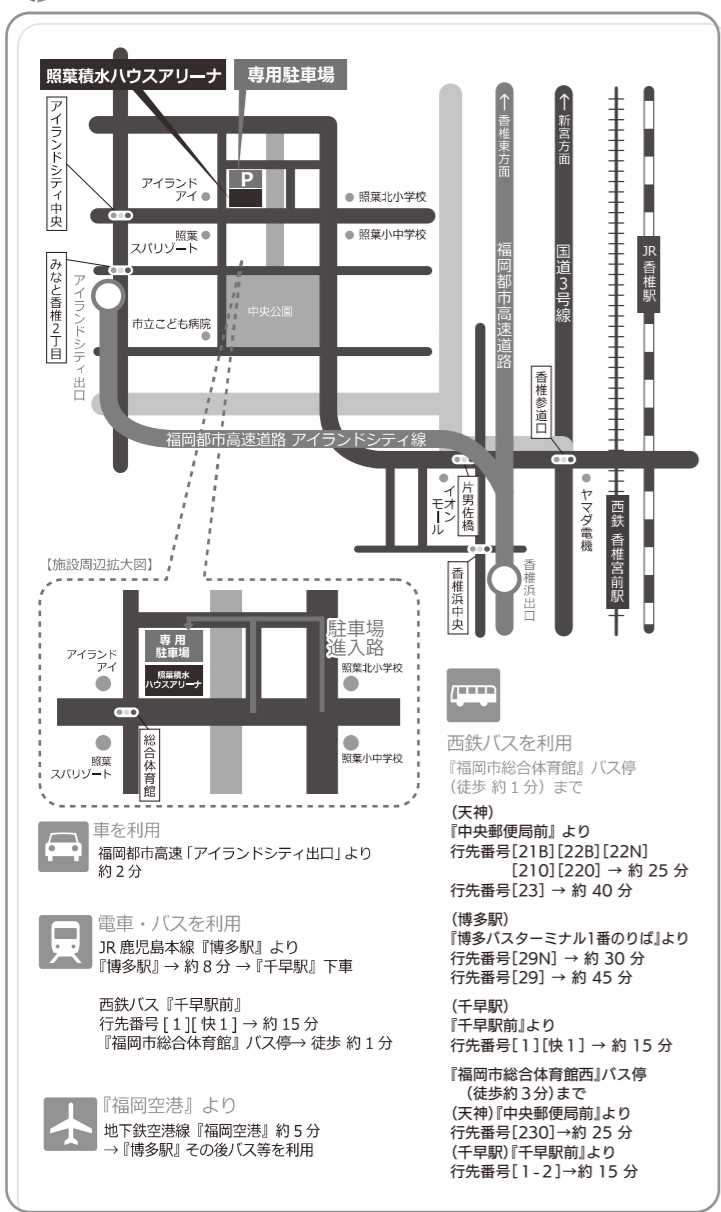 照葉積水ハウスアリーナ
専用駐車場
アイランドシティ中央
みなと香椎2丁目
アイランドシティ出口
アイランド
アイ
P
照葉北小学校
照葉
スパリゾート
照葉小中学校
市立こども病院
中央公園
↑香椎東方面
福岡都市高速道路
↑新宮方面
国道3号線
JR 香椎駅
香椎参道口
福岡都市高速道路 アイランドシティ線
イオン
モール
片男佐橋
ヤマダ電機
西鉄 香椎宮前駅
香椎浜中央
香椎浜出口
【施設周辺拡大図】
専用
駐車場
駐車場
進入路
アイランド
アイ
照葉積水
ハウスアリーナ
照葉北小学校
照葉
スパリゾート
総合体育館
照葉小中学校
車を利用
福岡都市高速「アイランドシティ出口」より
約2分
電車・バスを利用
JR 鹿児島本線『博多駅』より
『博多駅』→ 約8分 →『千早駅』下車
西鉄バス『千早駅前』
行先番号 [ 1 ][ 快1 ] → 約15分
『福岡市総合体育館』バス停→ 徒歩 約1分
『福岡空港』より
地下鉄空港線『福岡空港』約5分
→『博多駅』その後バス等を利用
西鉄バスを利用
『福岡市総合体育館』バス停
(徒歩 約1分) まで
(天神)
『中央郵便局前』より
行先番号[21B][22B][22N]
[210][220] → 約 25 分
行先番号[23] → 約 40 分
(博多駅)
『博多バスターミナル1番のりば』より
行先番号[29N] → 約 30 分
行先番号[29] → 約 45 分
(千早駅)
『千早駅前』より
行先番号[1][快1] → 約 15 分
『福岡市総合体育館西』バス停
(徒歩約3分)まで
(天神)『中央郵便局前』より
行先番号[230]→約 25 分
(千早駅)『千早駅前』より
行先番号[1-2]→約 15 分